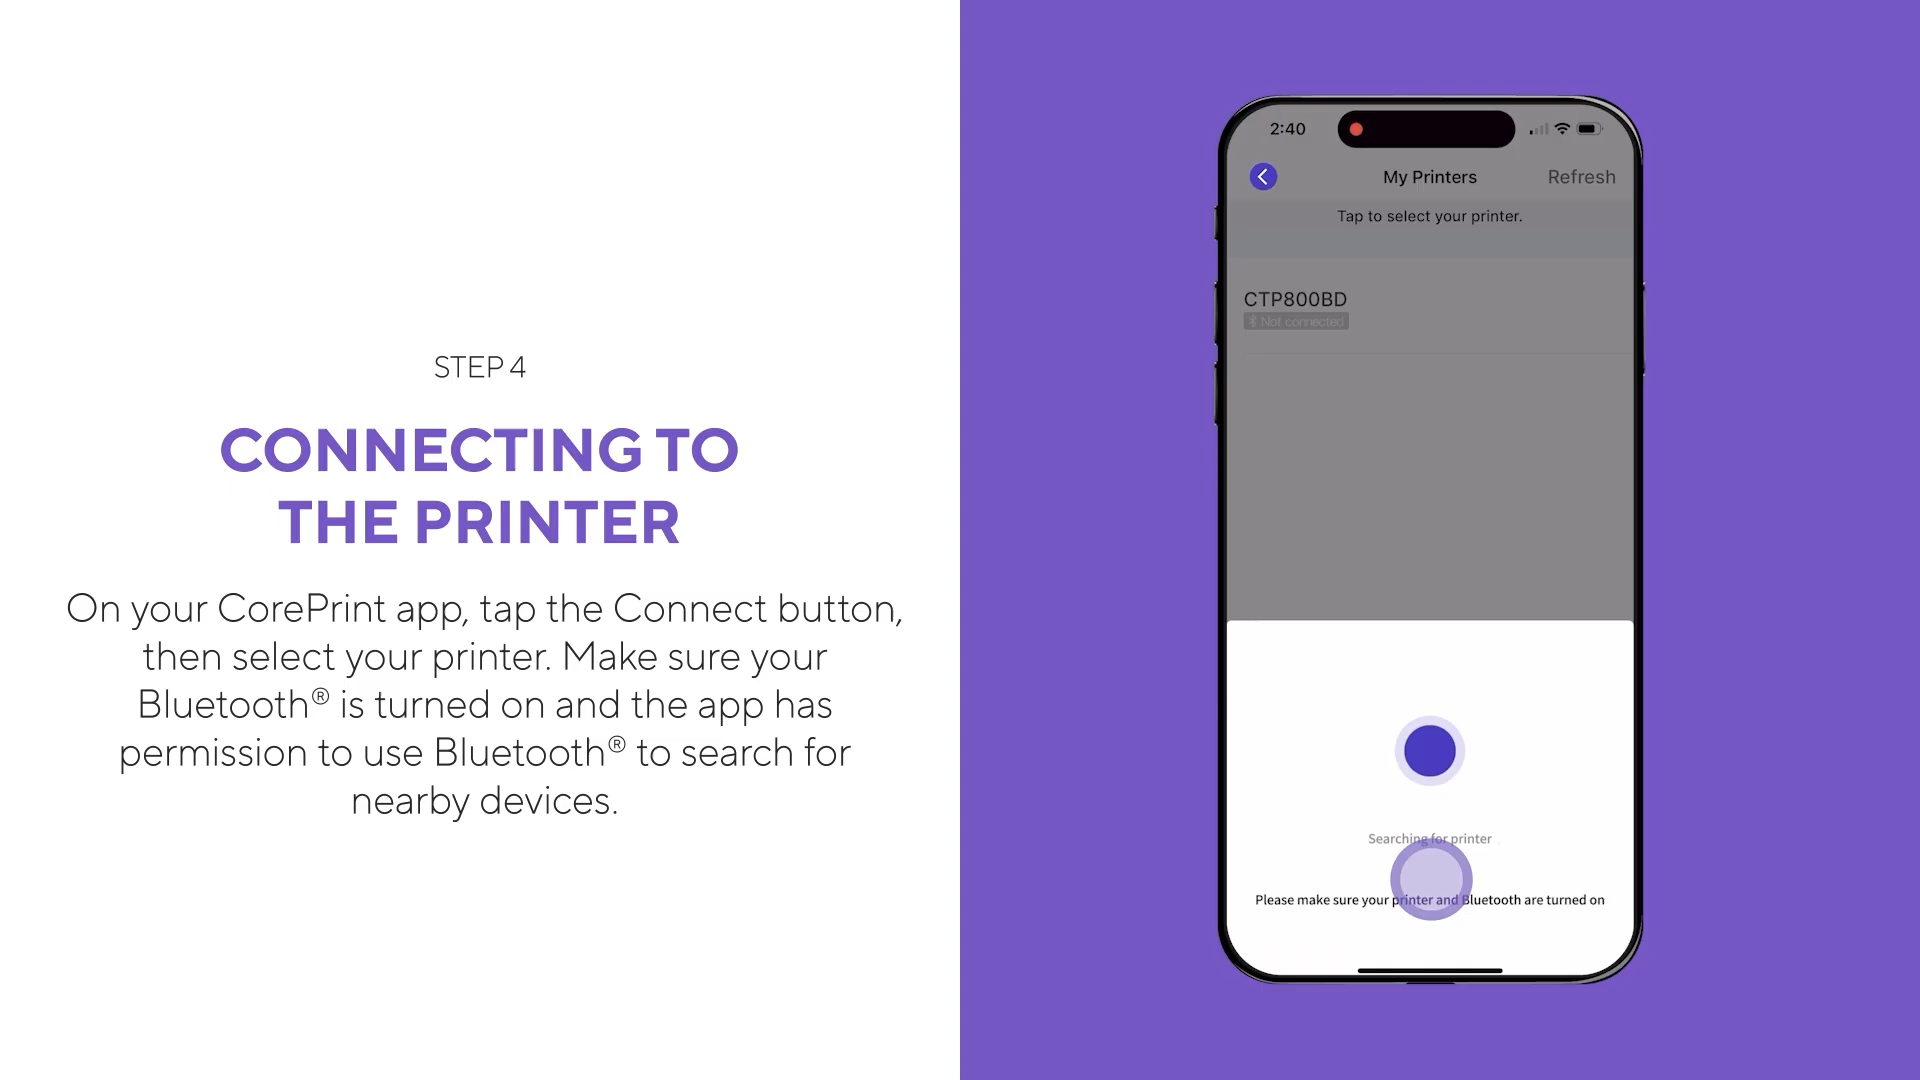 STEP 4
CONNECTING TO
THE PRINTER
On your CorePrint app, tap the Connect button,
then select your printer. Make sure your
Bluetooth® is turned on and the app has
permission to use Bluetooth® to search for
nearby devices.
2:40
My Printers
Refresh
Tap to select your printer.
CTP800BD
Not connected
Searching for printer
Please make sure your printer and Bluetooth are turned on